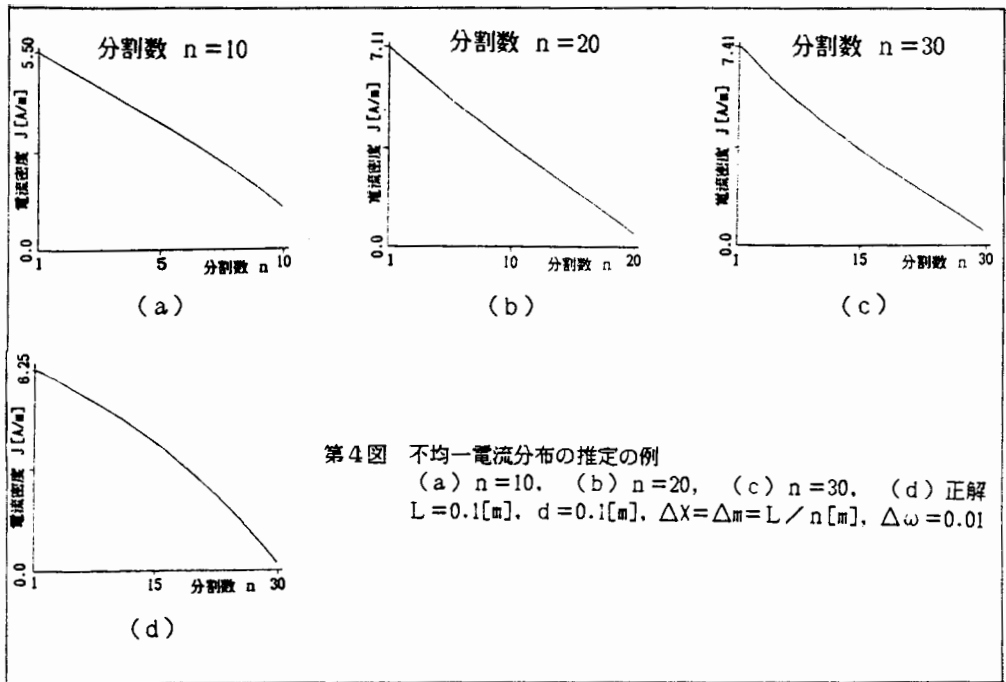 分割数 n=10
5.50
電流密度 J[A/m]
0.0
1
5
分割数 n
10
(a)
分割数 n=20
7.11
電流密度 J[A/m]
0.0
1
10
分割数 n
20
(b)
分割数 n=30
7.41
電流密度 J[A/m]
0.0
1
15
分割数 n
30
(c)
6.25
電流密度 J[A/m]
0.0
1
15
分割数 n
30
(d)
第4図 不均一電流分布の推定の例
(a) n=10, (b) n=20, (c) n=30, (d) 正解
L=0.1[m], d=0.1[m], ΔX=Δm=L/n[m], Δω=0.01